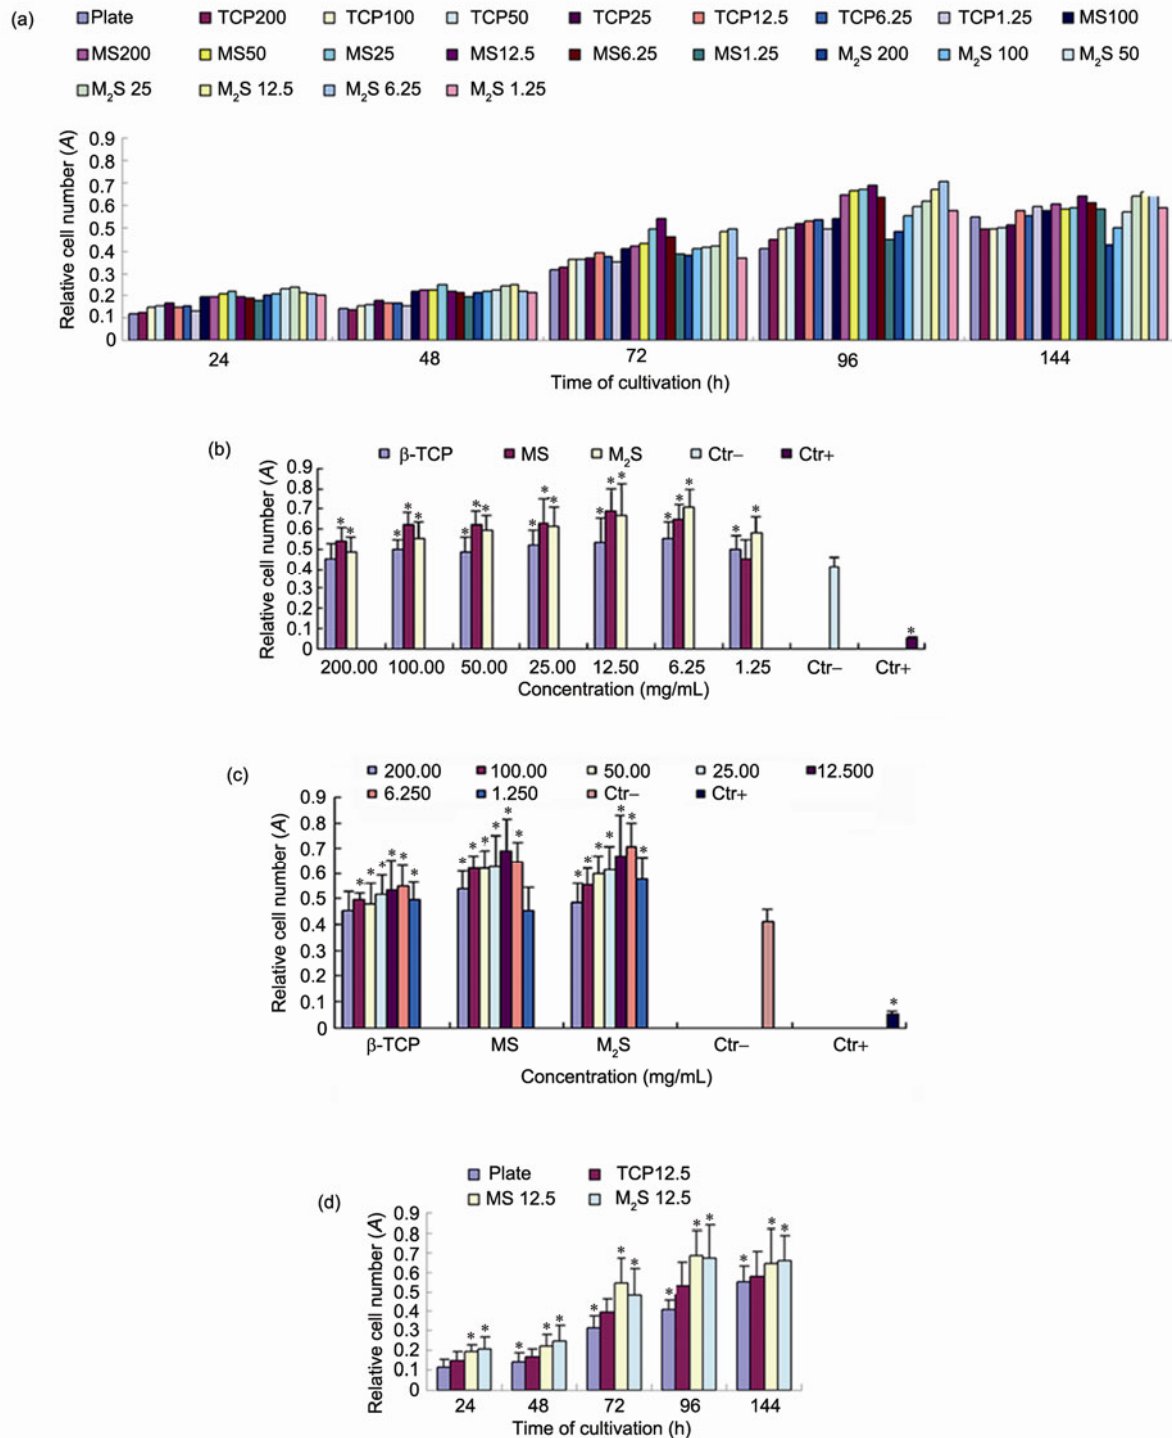 (a)
Plate TCP200 TCP100 TCP50 TCP25 TCP12.5 TCP6.25 TCP1.25 MS100
MS200 MS50 MS25 MS12.5 MS6.25 MS1.25 M₂S 200 M₂S 100 M₂S 50
M₂S 25 M₂S 12.5 M₂S 6.25 M₂S 1.25
Relative cell number (A)
0.9
0.8
0.7
0.6
0.5
0.4
0.3
0.2
0.1
0
24 48 72 96 144
Time of cultivation (h)
(b)
β-TCP MS M₂S Ctr− Ctr+
Relative cell number (A)
0.9
0.8
0.7
0.6
0.5
0.4
0.3
0.2
0.1
0
* * * * * * * * * * * * * * * * * * *
200.00 100.00 50.00 25.00 12.50 6.25 1.25 Ctr− Ctr+
Concentration (mg/mL)
(c)
200.00 100.00 50.00 25.00 12.500
6.250 1.250 Ctr− Ctr+
Relative cell number (A)
0.9
0.8
0.7
0.6
0.5
0.4
0.3
0.2
0.1
0
* * * * * * * * * * * * * * * * * * * *
β-TCP MS M₂S Ctr− Ctr+
Concentration (mg/mL)
(d)
Plate TCP12.5
MS 12.5 M₂S 12.5
Relative cell number (A)
0.9
0.8
0.7
0.6
0.5
0.4
0.3
0.2
0.1
0
* * * * * * * * * * * * * *
24 48 72 96 144
Time of cultivation (h)